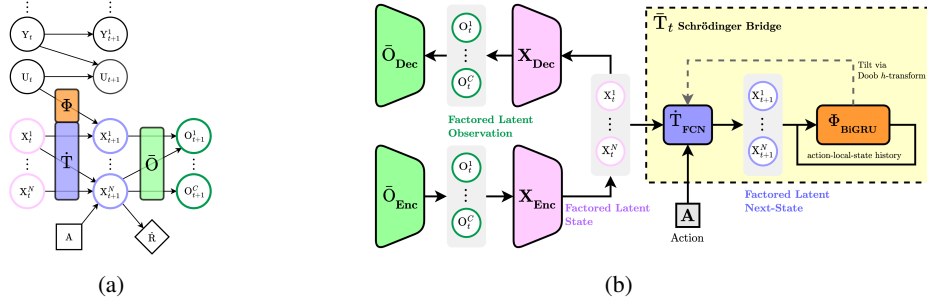 Y_t
Y^1_{t+1}
U_t
U_{t+1}
Φ
X^1_t
X^1_{t+1}
O^1_{t+1}
⋮
Ṫ
⋮
Ō
⋮
X^N_t
X^N_{t+1}
O^C_{t+1}
A
Ṙ
(a)
Ō_Dec
O^1_t
⋮
O^C_t
X_Dec
Factored Latent
Observation
Ō_Enc
O^1_t
⋮
O^C_t
X_Enc
X^1_t
⋮
X^N_t
Factored Latent
State
T̄_t Schrödinger Bridge
Tilt via
Doob h-transform
Ṫ_FCN
X^1_{t+1}
⋮
X^N_{t+1}
Φ_BiGRU
action-local-state history
Factored Latent
Next-State
A
Action
(b)